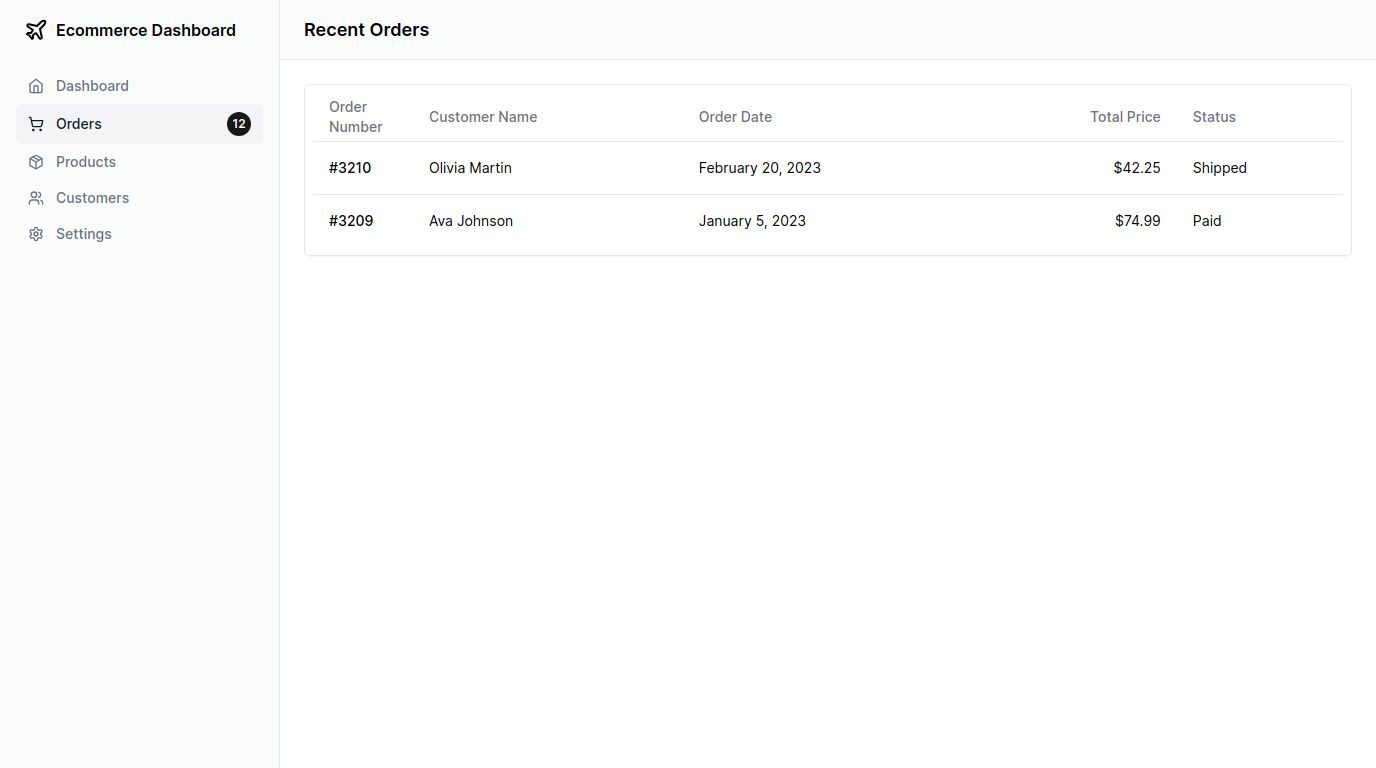 Ecommerce Dashboard
Dashboard
Orders 12
Products
Customers
Settings
Recent Orders
Order Number Customer Name Order Date Total Price Status
#3210 Olivia Martin February 20, 2023 $42.25 Shipped
#3209 Ava Johnson January 5, 2023 $74.99 Paid